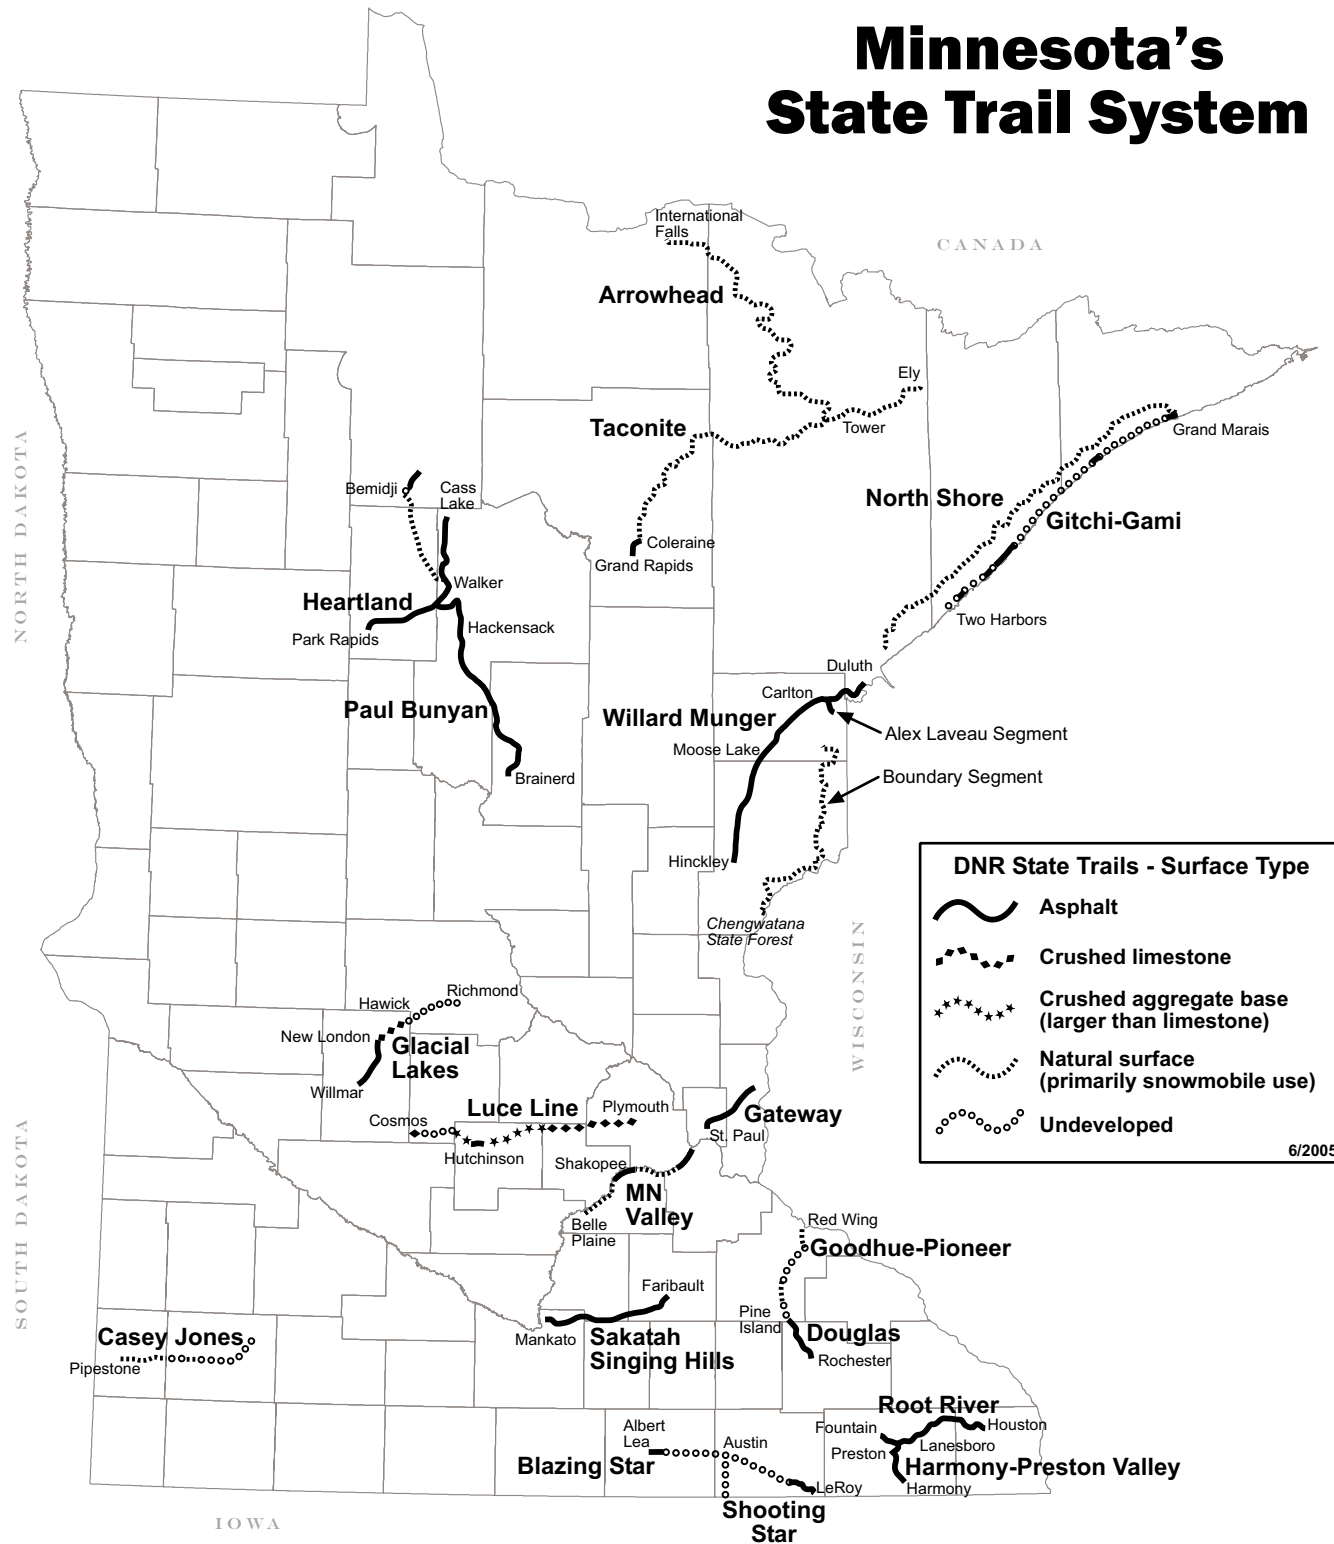 Minnesota's
State Trail System
CANADA
NORTH DAKOTA
SOUTH DAKOTA
IOWA
WISCONSIN
International
Falls
Arrowhead
Ely
Tower
Taconite
Grand Marais
North Shore
Gitchi-Gami
Two Harbors
Bemidji
Cass
Lake
Coleraine
Grand Rapids
Walker
Heartland
Park Rapids
Hackensack
Duluth
Carlton
Paul Bunyan
Willard Munger
Alex Laveau Segment
Moose Lake
Boundary Segment
Brainerd
Hinckley
Chengwatana
State Forest
DNR State Trails - Surface Type
Asphalt
Crushed limestone
Crushed aggregate base
(larger than limestone)
Natural surface
(primarily snowmobile use)
Undeveloped
6/2005
Richmond
Hawick
New London
Glacial
Lakes
Willmar
Luce Line
Plymouth
Cosmos
Hutchinson
Gateway
St. Paul
Shakopee
MN
Valley
Belle
Plaine
Red Wing
Goodhue-Pioneer
Faribault
Pine
Island
Douglas
Rochester
Mankato
Sakatah
Singing Hills
Casey Jones
Pipestone
Root River
Fountain
Houston
Lanesboro
Preston
Harmony-Preston Valley
Harmony
Albert
Lea
Austin
Blazing Star
LeRoy
Shooting
Star